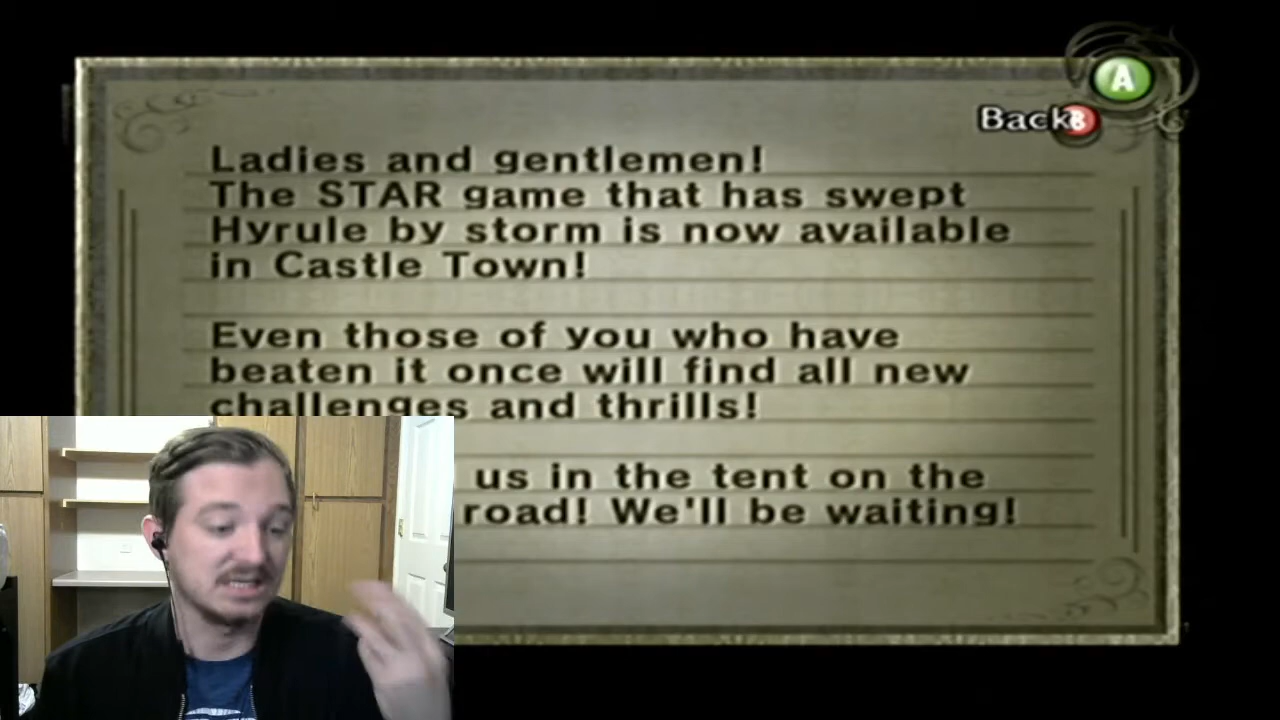 A
Back B
Ladies and gentlemen!
The STAR game that has swept
Hyrule by storm is now available
in Castle Town!
Even those of you who have
beaten it once will find all new
challenges and thrills!
us in the tent on the
road! We'll be waiting!